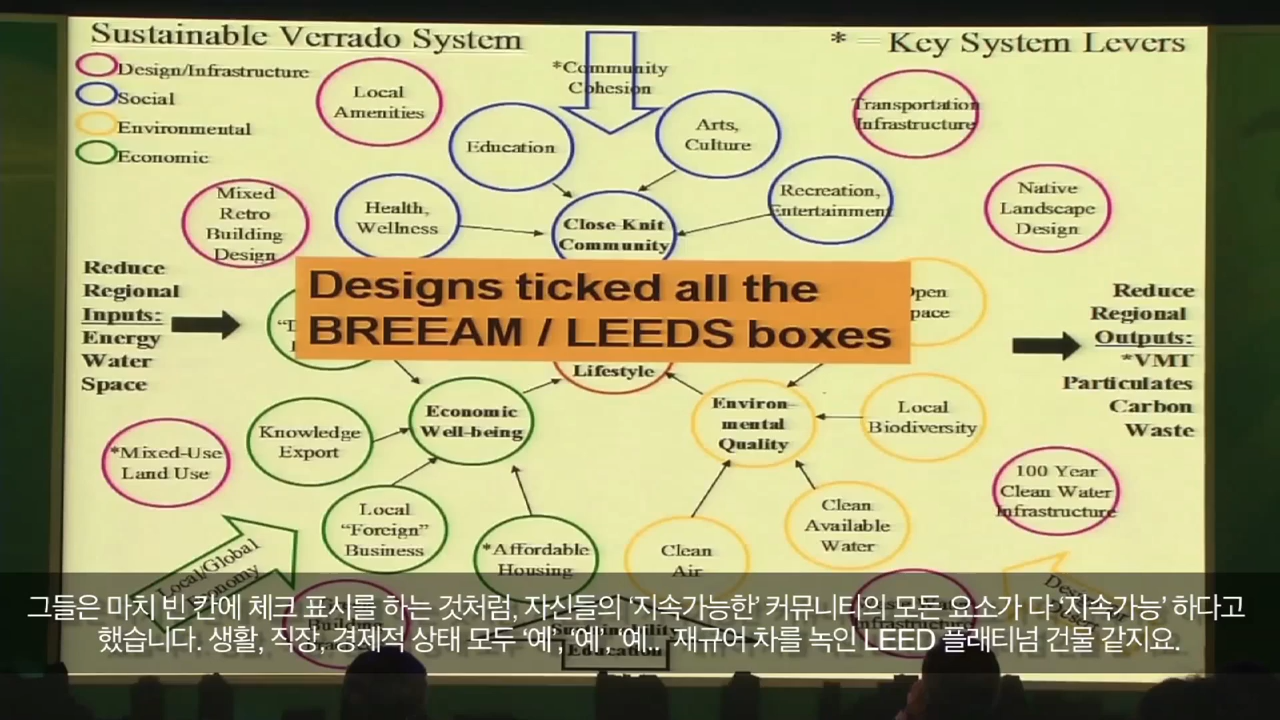 Sustainable Verrado System
* = Key System Levers
Design/Infrastructure
Social
Environmental
Economic
Local
Amenities
*Community
Cohesion
Education
Arts,
Culture
Transportation
Infrastructure
Mixed
Retro
Building
Design
Health,
Wellness
Close-Knit
Community
Recreation,
Entertainment
Native
Landscape
Design
Reduce
Regional
Inputs:
Energy
Water
Space
Designs ticked all the
BREEAM / LEEDS boxes
Reduce
Regional
Outputs:
*VMT
Particulates
Carbon
Waste
Lifestyle
Economic
Well-being
Environ-
mental
Quality
Local
Biodiversity
Knowledge
Export
*Mixed-Use
Land Use
100 Year
Clean Water
Infrastructure
Local
"Foreign"
Business
*Affordable
Housing
Clean
Air
Clean
Available
Water
Local/Global
Economy
Building
Infrastructure
Sustainability
Education
그들은 마치 빈 칸에 체크 표시를 하는 것처럼, 자신들의 '지속가능한' 커뮤니티의 모든 요소가 다 '지속가능' 하다고
했습니다. 생활, 직장, 경제적 상태 모두 '예', '예', '예'... 재규어 차를 녹인 LEED 플래티넘 건물 같지요.